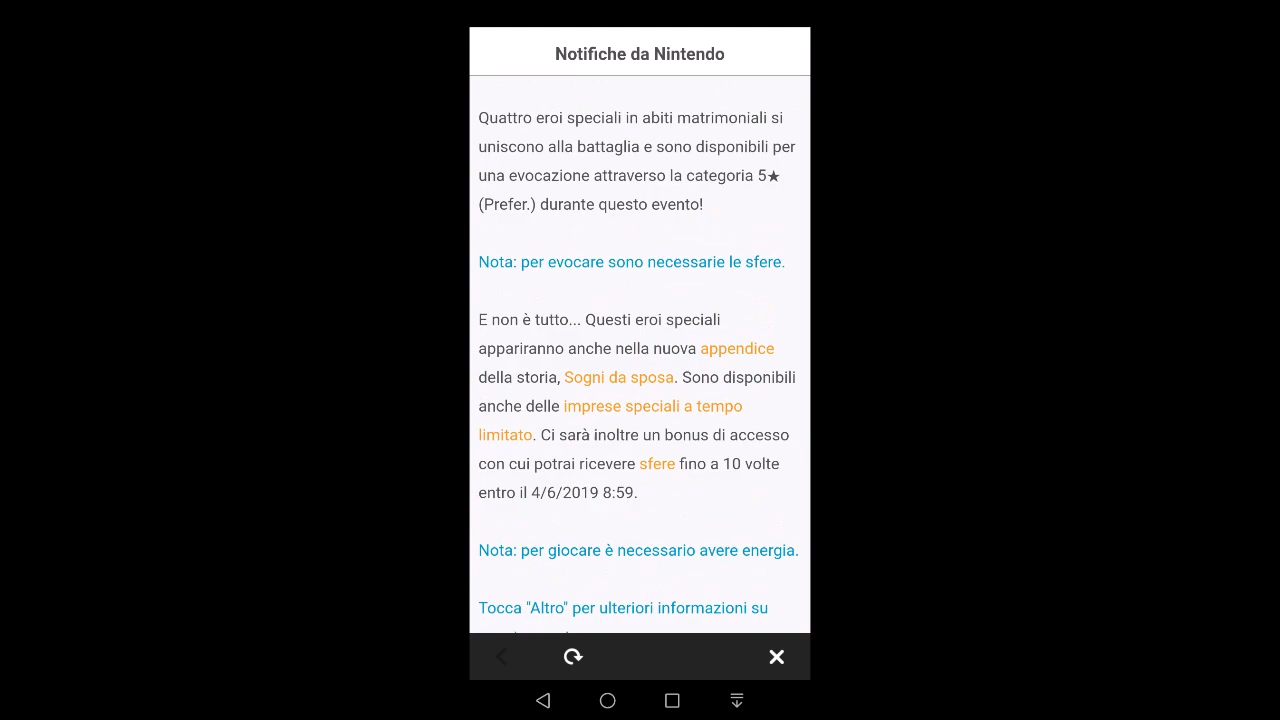 Notifiche da Nintendo
Quattro eroi speciali in abiti matrimoniali si
uniscono alla battaglia e sono disponibili per
una evocazione attraverso la categoria 5★
(Prefer.) durante questo evento!
Nota: per evocare sono necessarie le sfere.
E non è tutto... Questi eroi speciali
appariranno anche nella nuova appendice
della storia, Sogni da sposa. Sono disponibili
anche delle imprese speciali a tempo
limitato. Ci sarà inoltre un bonus di accesso
con cui potrai ricevere sfere fino a 10 volte
entro il 4/6/2019 8:59.
Nota: per giocare è necessario avere energia.
Tocca "Altro" per ulteriori informazioni su